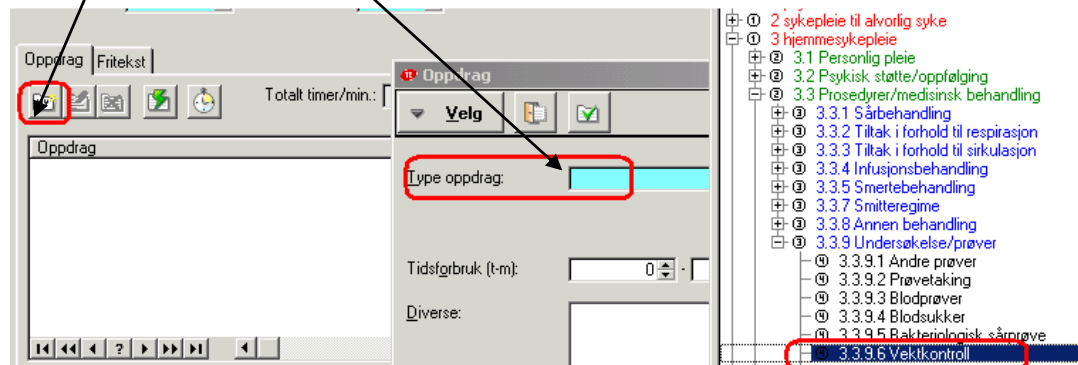 Oppdrag Fritekst
Totalt timer/min.:
Oppdrag
Oppdrag
Velg
Type oppdrag:
Tidsforbruk (t-m): 0 -
Diverse:
2 sykepleie til alvorlig syke
3 hjemmesykepleie
3.1 Personlig pleie
3.2 Psykisk støtte/oppfølging
3.3 Prosedyrer/medisinsk behandling
3.3.1 Sårbehandling
3.3.2 Tiltak i forhold til respirasjon
3.3.3 Tiltak i forhold til sirkulasjon
3.3.4 Infusjonsbehandling
3.3.5 Smertebehandling
3.3.7 Smitteregime
3.3.8 Annen behandling
3.3.9 Undersøkelse/prøver
3.3.9.1 Andre prøver
3.3.9.2 Prøvetaking
3.3.9.3 Blodprøver
3.3.9.4 Blodsukker
3.3.9.5 Bakteriologisk sårprøve
3.3.9.6 Vektkontroll